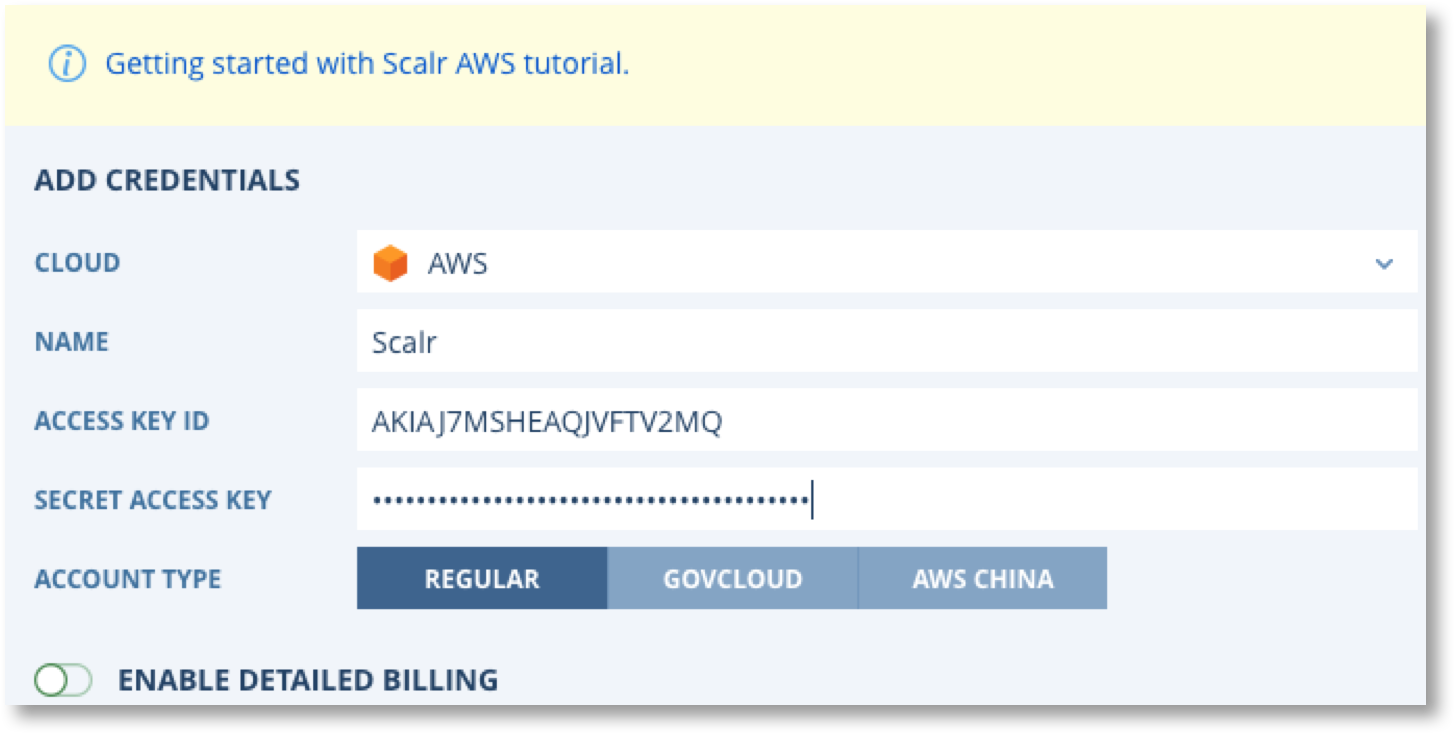 Getting started with Scalr AWS tutorial.
ADD CREDENTIALS
CLOUD AWS
NAME Scalr
ACCESS KEY ID AKIAJ7MSHEAQJVFTV2MQ
SECRET ACCESS KEY ••••••••••••••••••••••••••••••••••••••••
ACCOUNT TYPE REGULAR GOVCLOUD AWS CHINA
ENABLE DETAILED BILLING